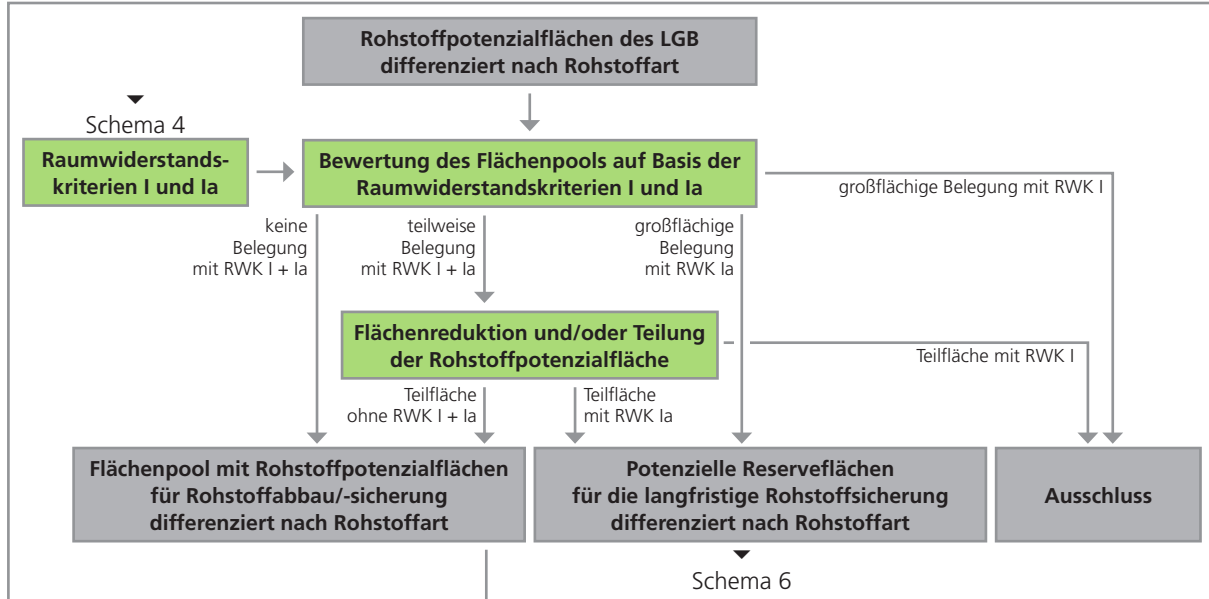 Rohstoffpotenzialflächen des LGB
differenziert nach Rohstoffart
Schema 4
Raumwiderstands-
kriterien I und Ia
Bewertung des Flächenpools auf Basis der
Raumwiderstandskriterien I und Ia
großflächige Belegung mit RWK I
keine
Belegung
mit RWK I + Ia
teilweise
Belegung
mit RWK I + Ia
großflächige
Belegung
mit RWK Ia
Flächenreduktion und/oder Teilung
der Rohstoffpotenzialfläche
Teilfläche mit RWK I
Teilfläche
ohne RWK I + Ia
Teilfläche
mit RWK Ia
Flächenpool mit Rohstoffpotenzialflächen
für Rohstoffabbau/-sicherung
differenziert nach Rohstoffart
Potenzielle Reserveflächen
für die langfristige Rohstoffsicherung
differenziert nach Rohstoffart
Ausschluss
Schema 6